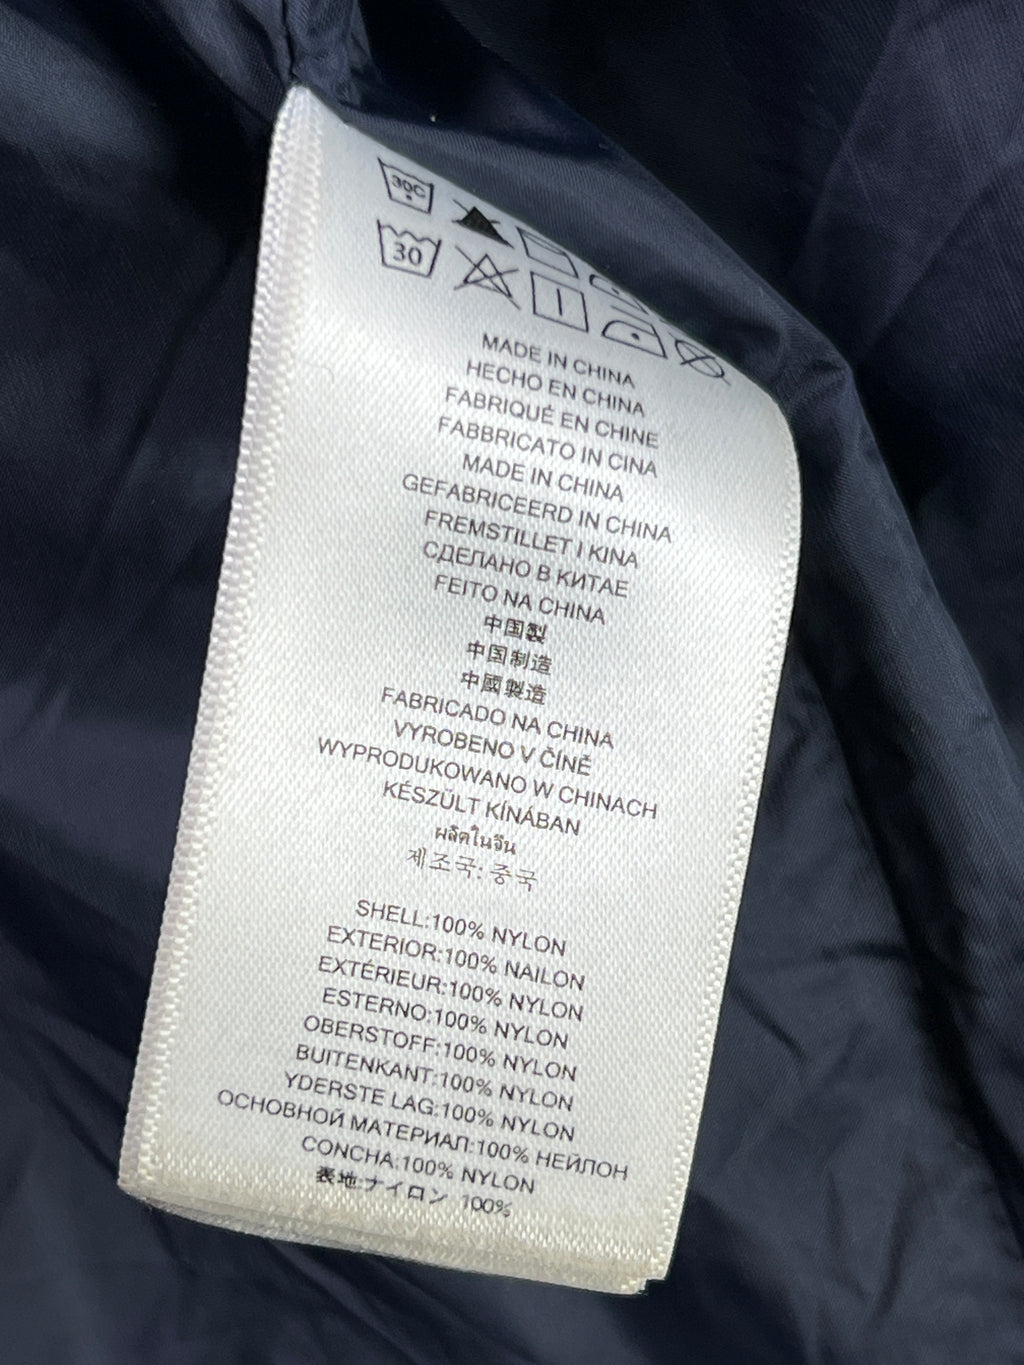 30C
30
MADE IN CHINA
HECHO EN CHINA
FABRIQUÉ EN CHINE
FABBRICATO IN CINA
MADE IN CHINA
GEFABRICEERD IN CHINA
FREMSTILLET I KINA
СДЕЛАНО В КИТАЕ
FEITO NA CHINA
中国製
中国制造
中國製造
FABRICADO NA CHINA
VYROBENO V ČÍNĚ
WYPRODUKOWANO W CHINACH
KÉSZÜLT KÍNÁBAN
ผลิตในจีน
제조국: 중국
SHELL:100% NYLON
EXTERIOR:100% NAILON
EXTÉRIEUR:100% NYLON
ESTERNO:100% NYLON
OBERSTOFF:100% NYLON
BUITENKANT:100% NYLON
YDERSTE LAG:100% NYLON
ОСНОВНОЙ МАТЕРИАЛ:100% НЕЙЛОН
CONCHA:100% NYLON
表地:ナイロン 100%